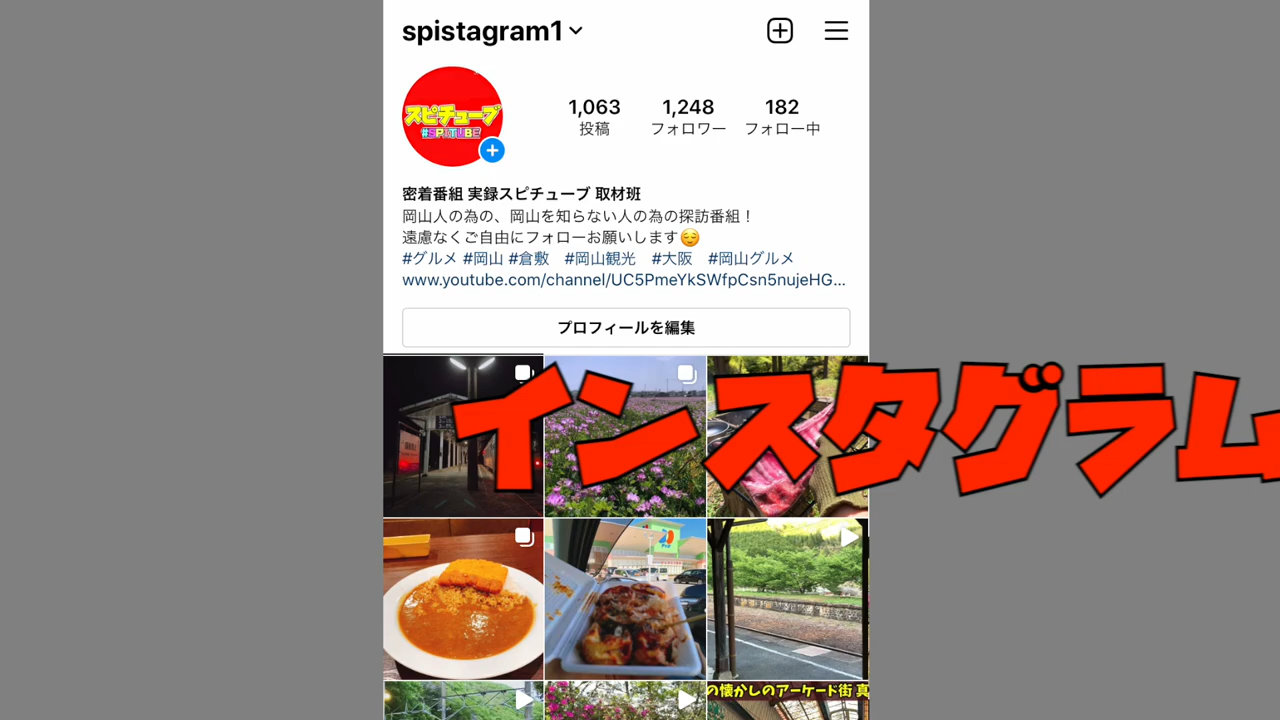 spistagram1
スピチューブ
#SPITUBE
1,063 1,248 182
投稿 フォロワー フォロー中
密着番組 実録スピチューブ 取材班
岡山人の為の、岡山を知らない人の為の探訪番組！
遠慮なくご自由にフォローお願いします😌
#グルメ #岡山 #倉敷 #岡山観光 #大阪 #岡山グルメ
www.youtube.com/channel/UC5PmeYkSWfpCsn5nujeHG...
プロフィールを編集
インスタグラム
の懐かしのアーケード街 真